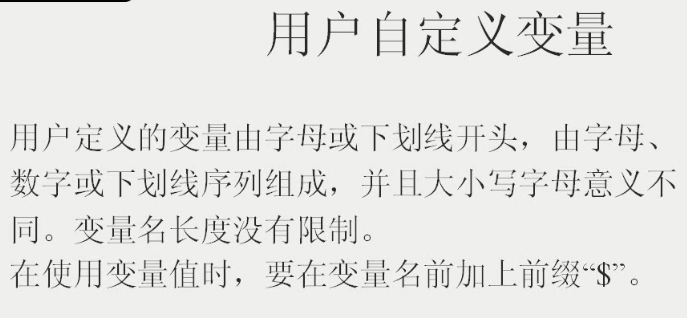 用户自定义变量
用户定义的变量由字母或下划线开头，由字母、
数字或下划线序列组成，并且大小写字母意义不
同。变量名长度没有限制。
在使用变量值时，要在变量名前加上前缀“$”。